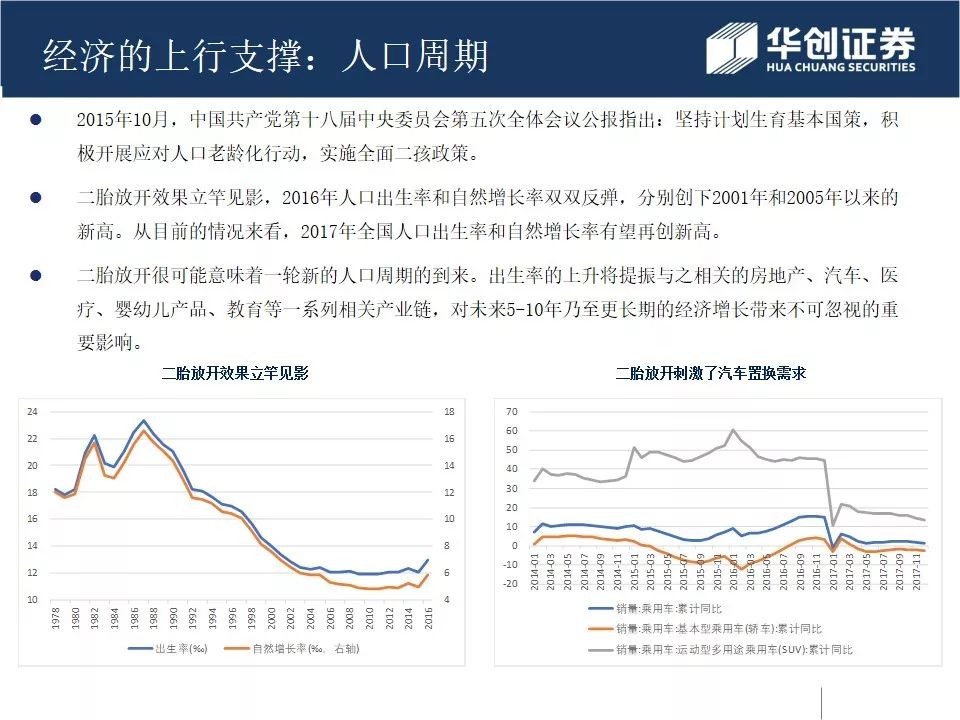 经济的上行支撑：人口周期
华创证券
HUA CHUANG SECURITIES
● 2015年10月，中国共产党第十八届中央委员会第五次全体会议公报指出：坚持计划生育基本国策，积
极开展应对人口老龄化行动，实施全面二孩政策。
● 二胎放开效果立竿见影，2016年人口出生率和自然增长率双双反弹，分别创下2001年和2005年以来的
新高。从目前的情况来看，2017年全国人口出生率和自然增长率有望再创新高。
● 二胎放开很可能意味着一轮新的人口周期的到来。出生率的上升将提振与之相关的房地产、汽车、医
疗、婴幼儿产品、教育等一系列相关产业链，对未来5-10年乃至更长期的经济增长带来不可忽视的重
要影响。
二胎放开效果立竿见影
24 18
22 16
20 14
18 12
16 10
14 8
12 6
10 4
1978 1980 1982 1984 1986 1988 1990 1992 1994 1996 1998 2000 2002 2004 2006 2008 2010 2012 2014 2016
出生率(‰) 自然增长率(‰，右轴)
二胎放开刺激了汽车置换需求
70
60
50
40
30
20
10
0
-10
-20
2014-01 2014-03 2014-05 2014-07 2014-09 2014-11 2015-01 2015-03 2015-05 2015-07 2015-09 2015-11 2016-01 2016-03 2016-05 2016-07 2016-09 2016-11 2017-01 2017-03 2017-05 2017-07 2017-09 2017-11
销量:乘用车:累计同比
销量:乘用车:基本型乘用车(轿车):累计同比
销量:乘用车:运动型多用途乘用车(SUV):累计同比